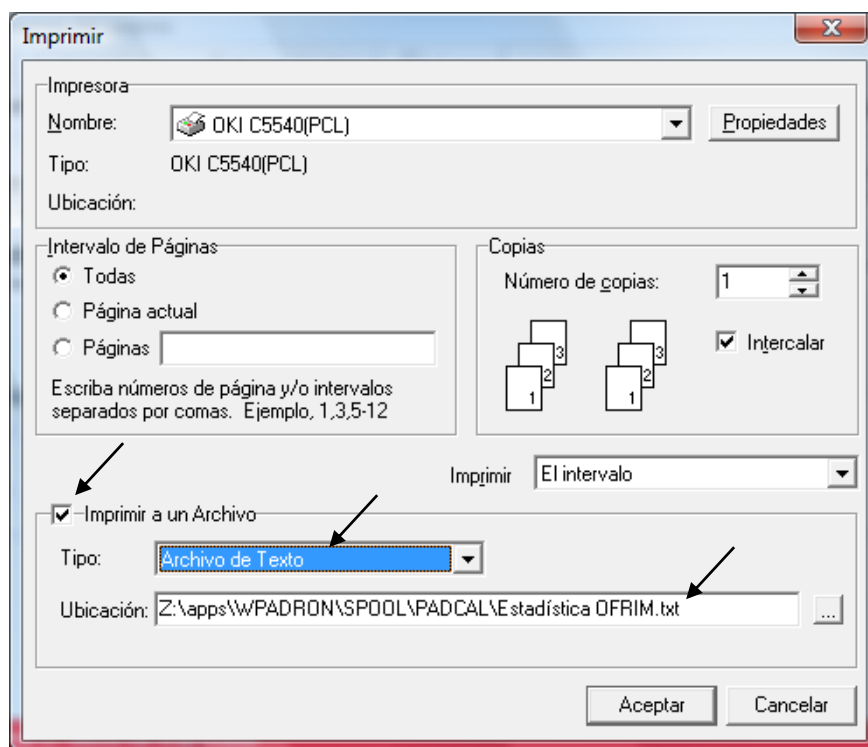 Imprimir
Impresora
Nombre: OKI C5540(PCL) Propiedades
Tipo: OKI C5540(PCL)
Ubicación:
Intervalo de Páginas
Todas
Página actual
Páginas
Escriba números de página y/o intervalos
separados por comas. Ejemplo, 1,3,5-12
Copias
Número de copias: 1
1 2 3 1 2 3
Intercalar
Imprimir El intervalo
Imprimir a un Archivo
Tipo: Archivo de Texto
Ubicación: Z:\apps\WPADRON\SPOOL\PADCAL\Estadística OFRIM.txt ...
Aceptar Cancelar